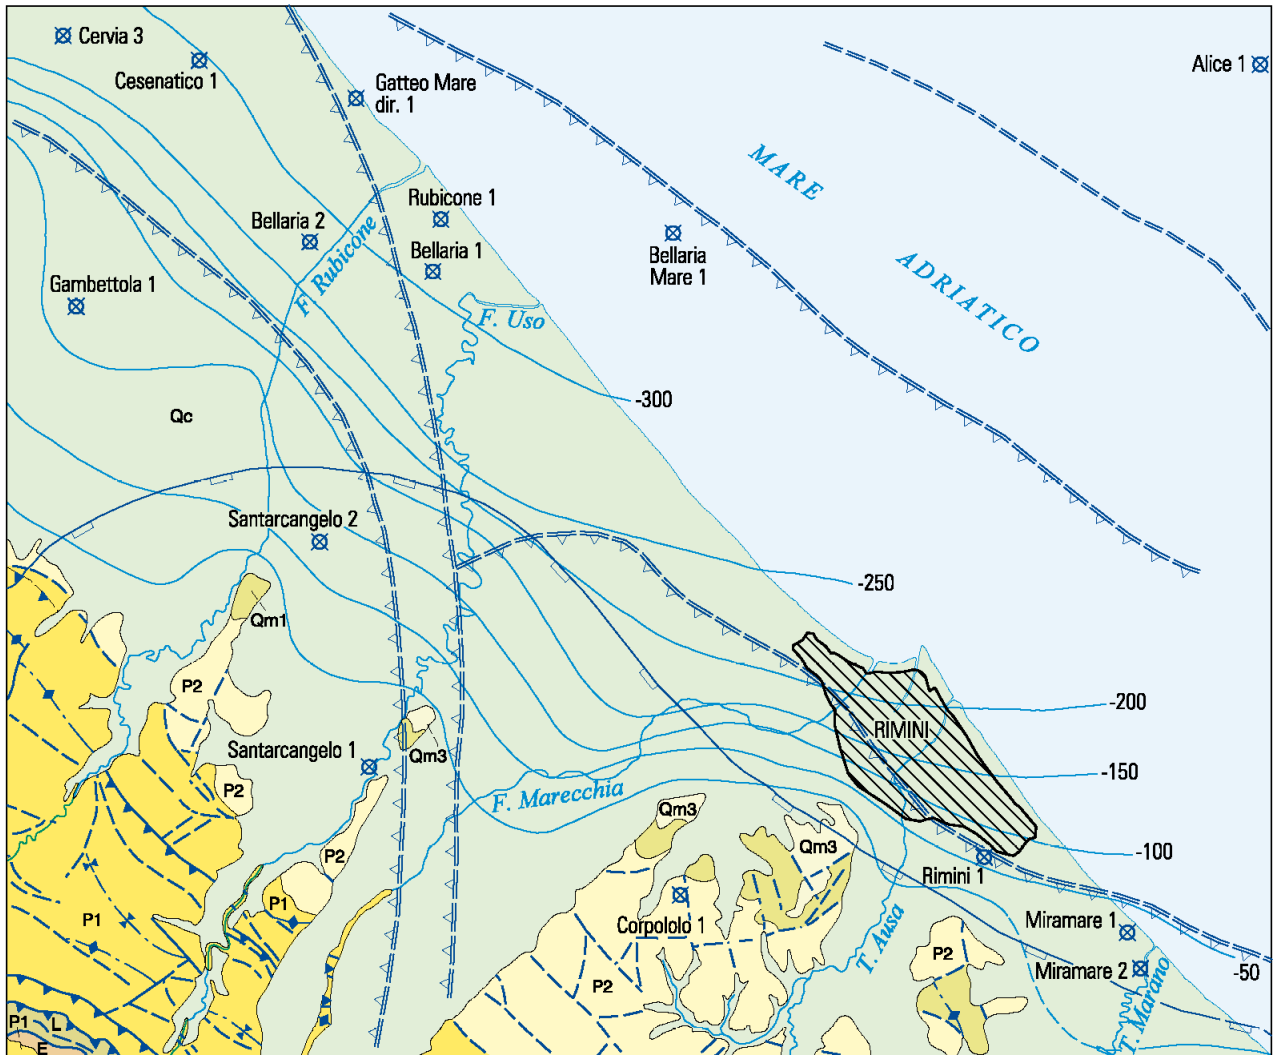 Cervia 3
Cesenatico 1
Gatteo Mare
dir. 1
Alice 1
MARE
Rubicone 1
Bellaria 2
F. Rubicone
Bellaria 1
Bellaria
Mare 1
ADRIATICO
Gambettola 1
F. Uso
-300
Qc
Santarcangelo 2
-250
Qm1
P2
-200
RIMINI
Santarcangelo 1
Qm3
-150
P2
F. Marecchia
Qm3
Qm3
P2
-100
Rimini 1
P1
P1
Corpololo 1
Miramare 1
T. Ausa
P2
Miramare 2
-50
P2
T. Marano
P1
L
E